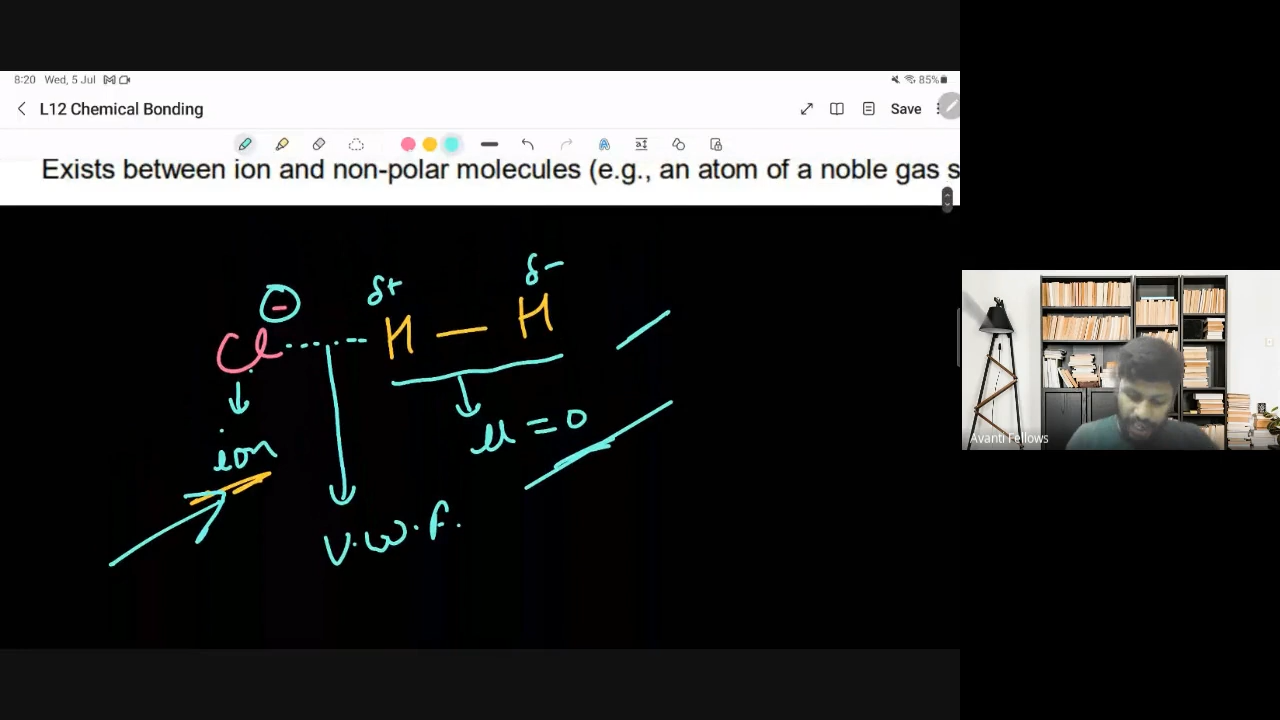 8:20 Wed, 5 Jul 85%
L12 Chemical Bonding Save
Exists between ion and non-polar molecules (e.g., an atom of a noble gas s
δ+ δ-
Cl - H — H
μ = 0
ion
V.W.F.
Avanti Fellows